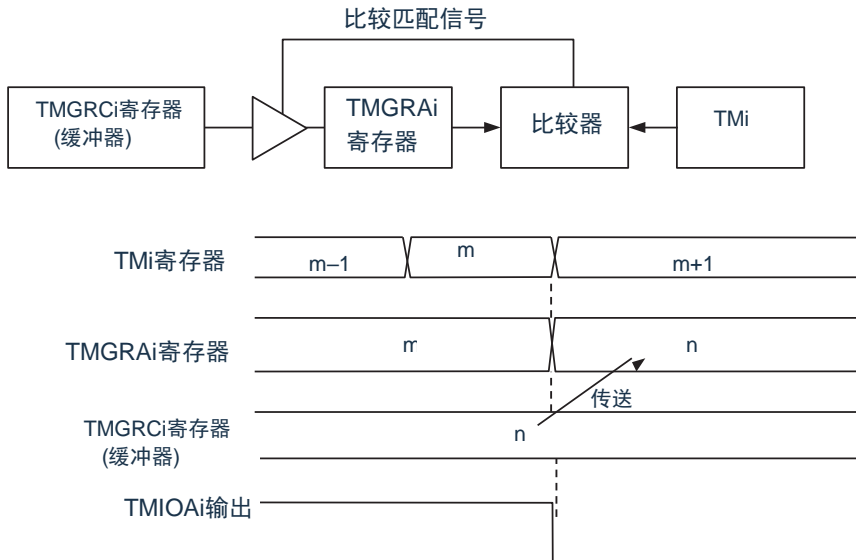 比较匹配信号
TMGRCi寄存器
(缓冲器)
TMGRAi
寄存器
比较器
TMi
TMi寄存器
m–1
m
m+1
TMGRAi寄存器
m
n
传送
TMGRCi寄存器
(缓冲器)
n
TMIOAi输出